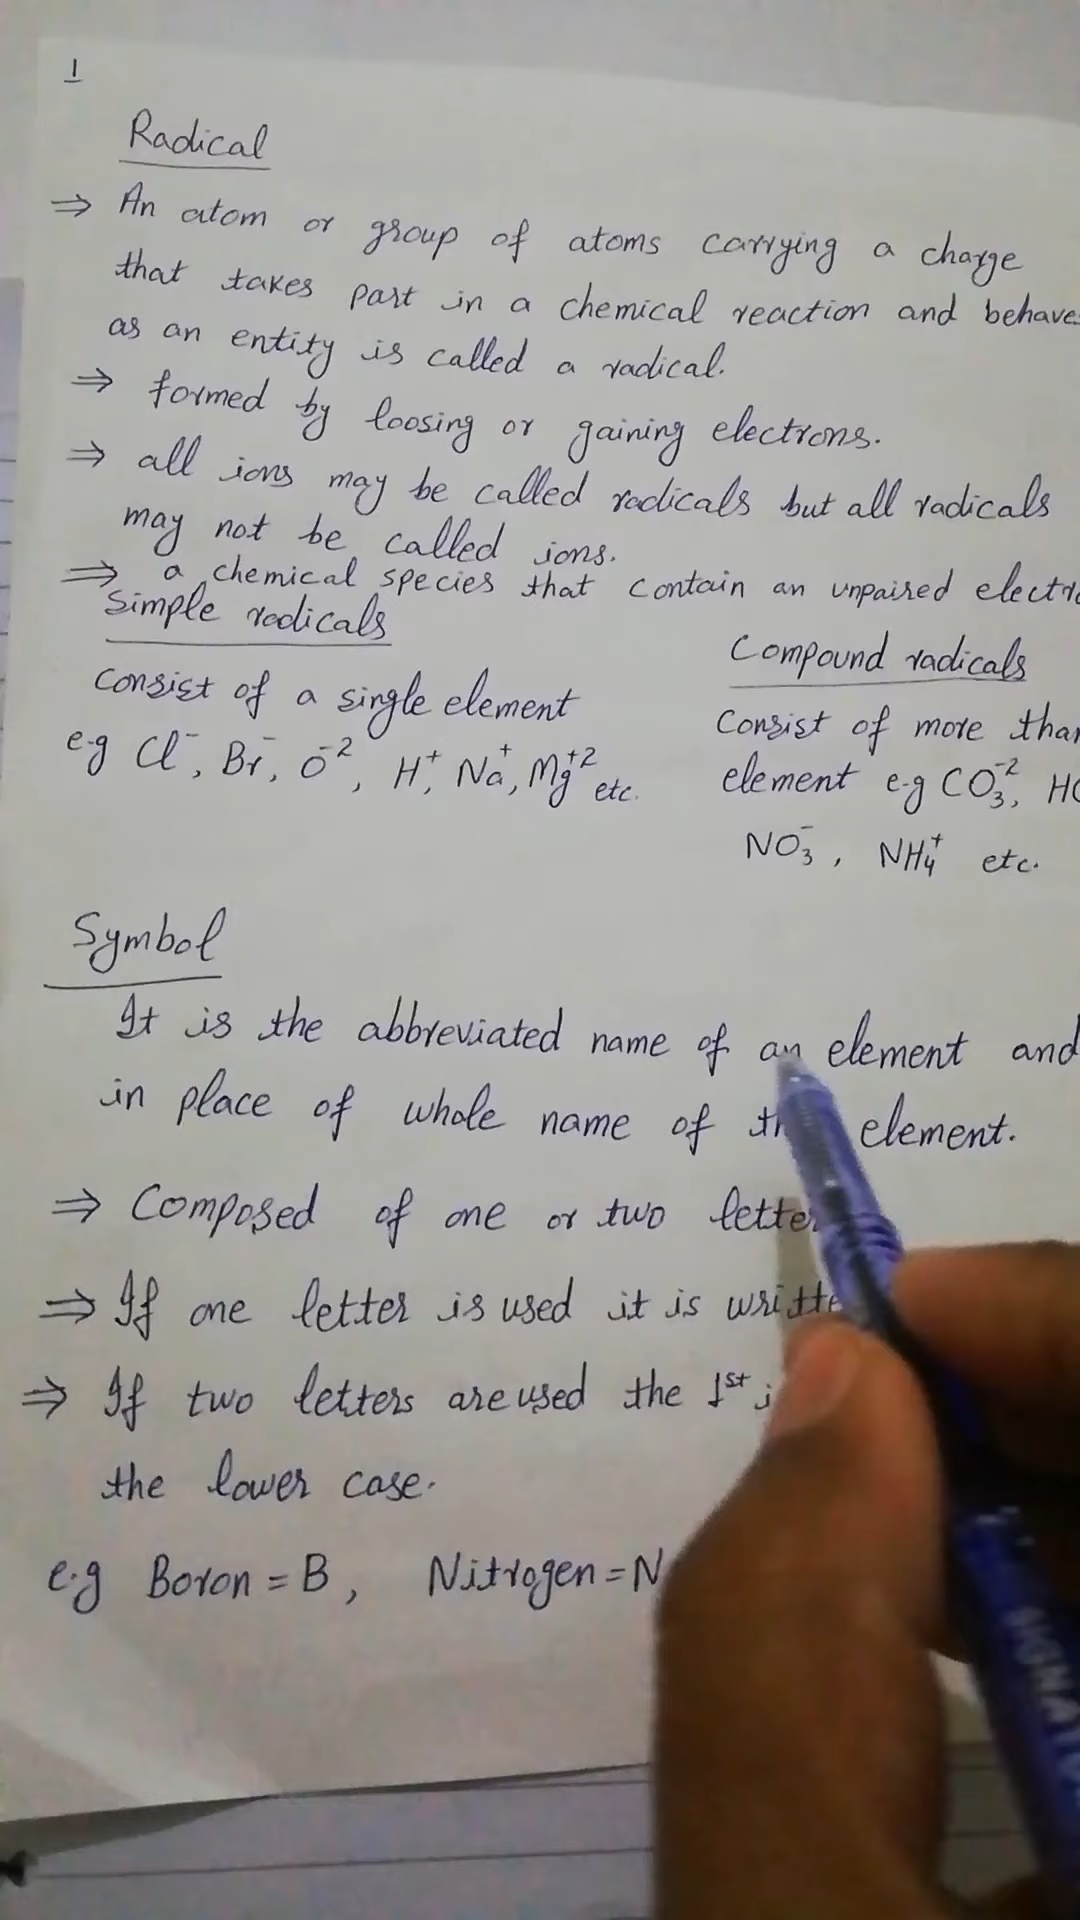 1
Radical
⇒ An atom or group of atoms carrying a charge
that takes part in a chemical reaction and behave
as an entity is called a radical.
⇒ formed by loosing or gaining electrons.
⇒ all ions may be called radicals but all radicals
may not be called ions.
⇒ a chemical species that contain an unpaired
Simple radicals
consist of a single element
e.g Cl⁻, Br⁻, O⁻², H⁺, Na⁺, Mg⁺² etc.
Compound radicals
Consist of more than
element e.g CO₃⁻²,
NO₃⁻, NH₄⁺ etc.
Symbol
It is the abbreviated name of an element and
in place of whole name of element.
⇒ Composed of one or two
⇒ If one letter is used it is
⇒ If two letters are used the 1st
the lower case.
e.g Boron = B, Nitrogen = N
SIGNATURE